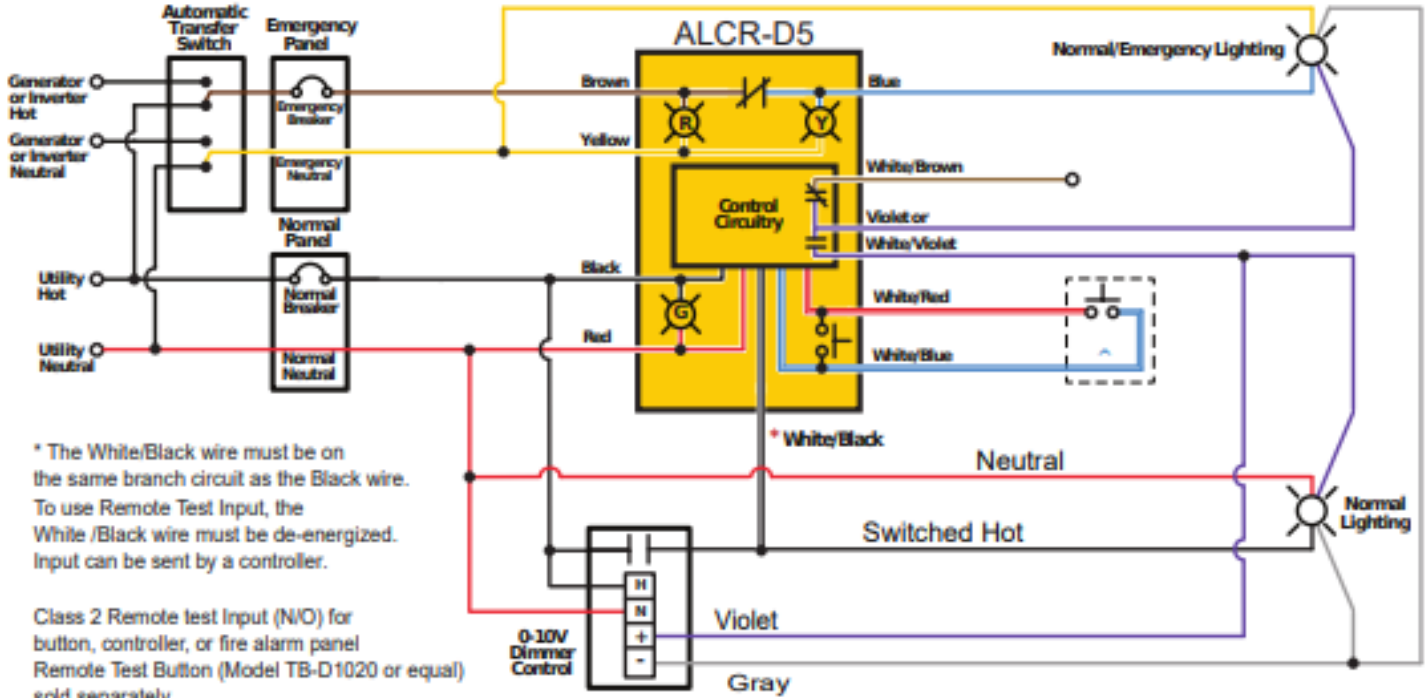 Automatic
Transfer
Switch
Emergency
Panel
ALCR-D5
Normal/Emergency Lighting
Generator
or Inverter
Hot
Emergency
Breaker
Brown
Blue
R
Y
Generator
or Inverter
Neutral
Emergency
Neutral
Yellow
White/Brown
Control
Circuitry
Violet or
White/Violet
Normal
Panel
Utility
Hot
Normal
Breaker
Black
G
White/Red
Utility
Neutral
Normal
Neutral
Red
White/Blue
* White/Black
* The White/Black wire must be on
the same branch circuit as the Black wire.
To use Remote Test Input, the
White /Black wire must be de-energized.
Input can be sent by a controller.
Neutral
Normal
Lighting
Switched Hot
Class 2 Remote test Input (N/O) for
button, controller, or fire alarm panel
Remote Test Button (Model TB-D1020 or equal)
sold separately
H
N
+
-
0-10V
Dimmer
Control
Violet
Gray